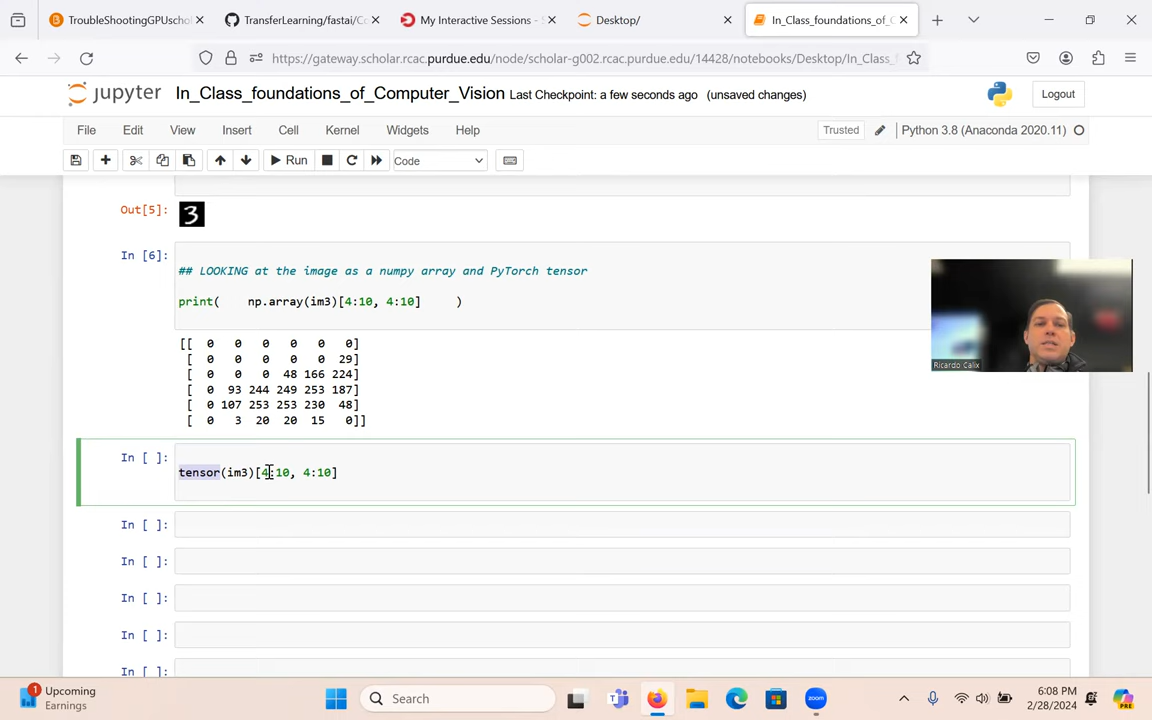 TroubleShootingGPUschol
TransferLearning/fastai/Co
My Interactive Sessions -
Desktop/
In_Class_foundations_of_C
https://gateway.scholar.rcac.purdue.edu/node/scholar-g002.rcac.purdue.edu/14428/notebooks/Desktop/In_Class_
jupyter In_Class_foundations_of_Computer_Vision Last Checkpoint: a few seconds ago (unsaved changes)
Logout
File Edit View Insert Cell Kernel Widgets Help
Trusted
Python 3.8 (Anaconda 2020.11)
Run
Code
Out[5]:
3
In [6]:
## LOOKING at the image as a numpy array and PyTorch tensor
print( np.array(im3)[4:10, 4:10] )
[[ 0 0 0 0 0 0]
[ 0 0 0 0 0 29]
[ 0 0 0 48 166 224]
[ 0 93 244 249 253 187]
[ 0 107 253 253 230 48]
[ 0 3 20 20 15 0]]
Ricardo Calix
In [ ]:
tensor(im3)[4:10, 4:10]
In [ ]:
In [ ]:
In [ ]:
In [ ]:
In [ ]:
1
Upcoming
Earnings
Search
zoom
PRE
6:08 PM
2/28/2024